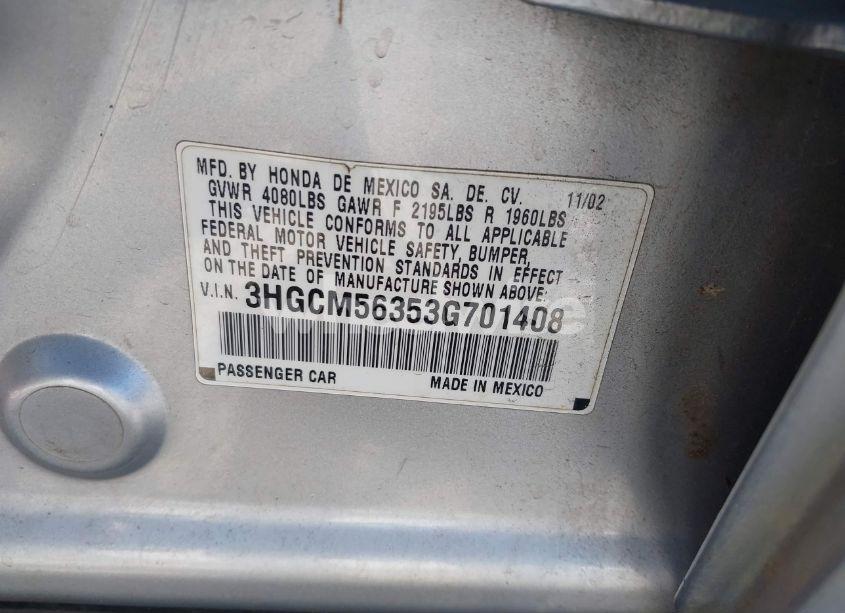 MFD. BY HONDA DE MEXICO SA. DE. CV. 11/02
GVWR 4080LBS GAWR F 2195LBS R 1960LBS
THIS VEHICLE CONFORMS TO ALL APPLICABLE
FEDERAL MOTOR VEHICLE SAFETY, BUMPER,
AND THEFT PREVENTION STANDARDS IN EFFECT
ON THE DATE OF MANUFACTURE SHOWN ABOVE:
V.I.N. 3HGCM56353G701408
PASSENGER CAR MADE IN MEXICO